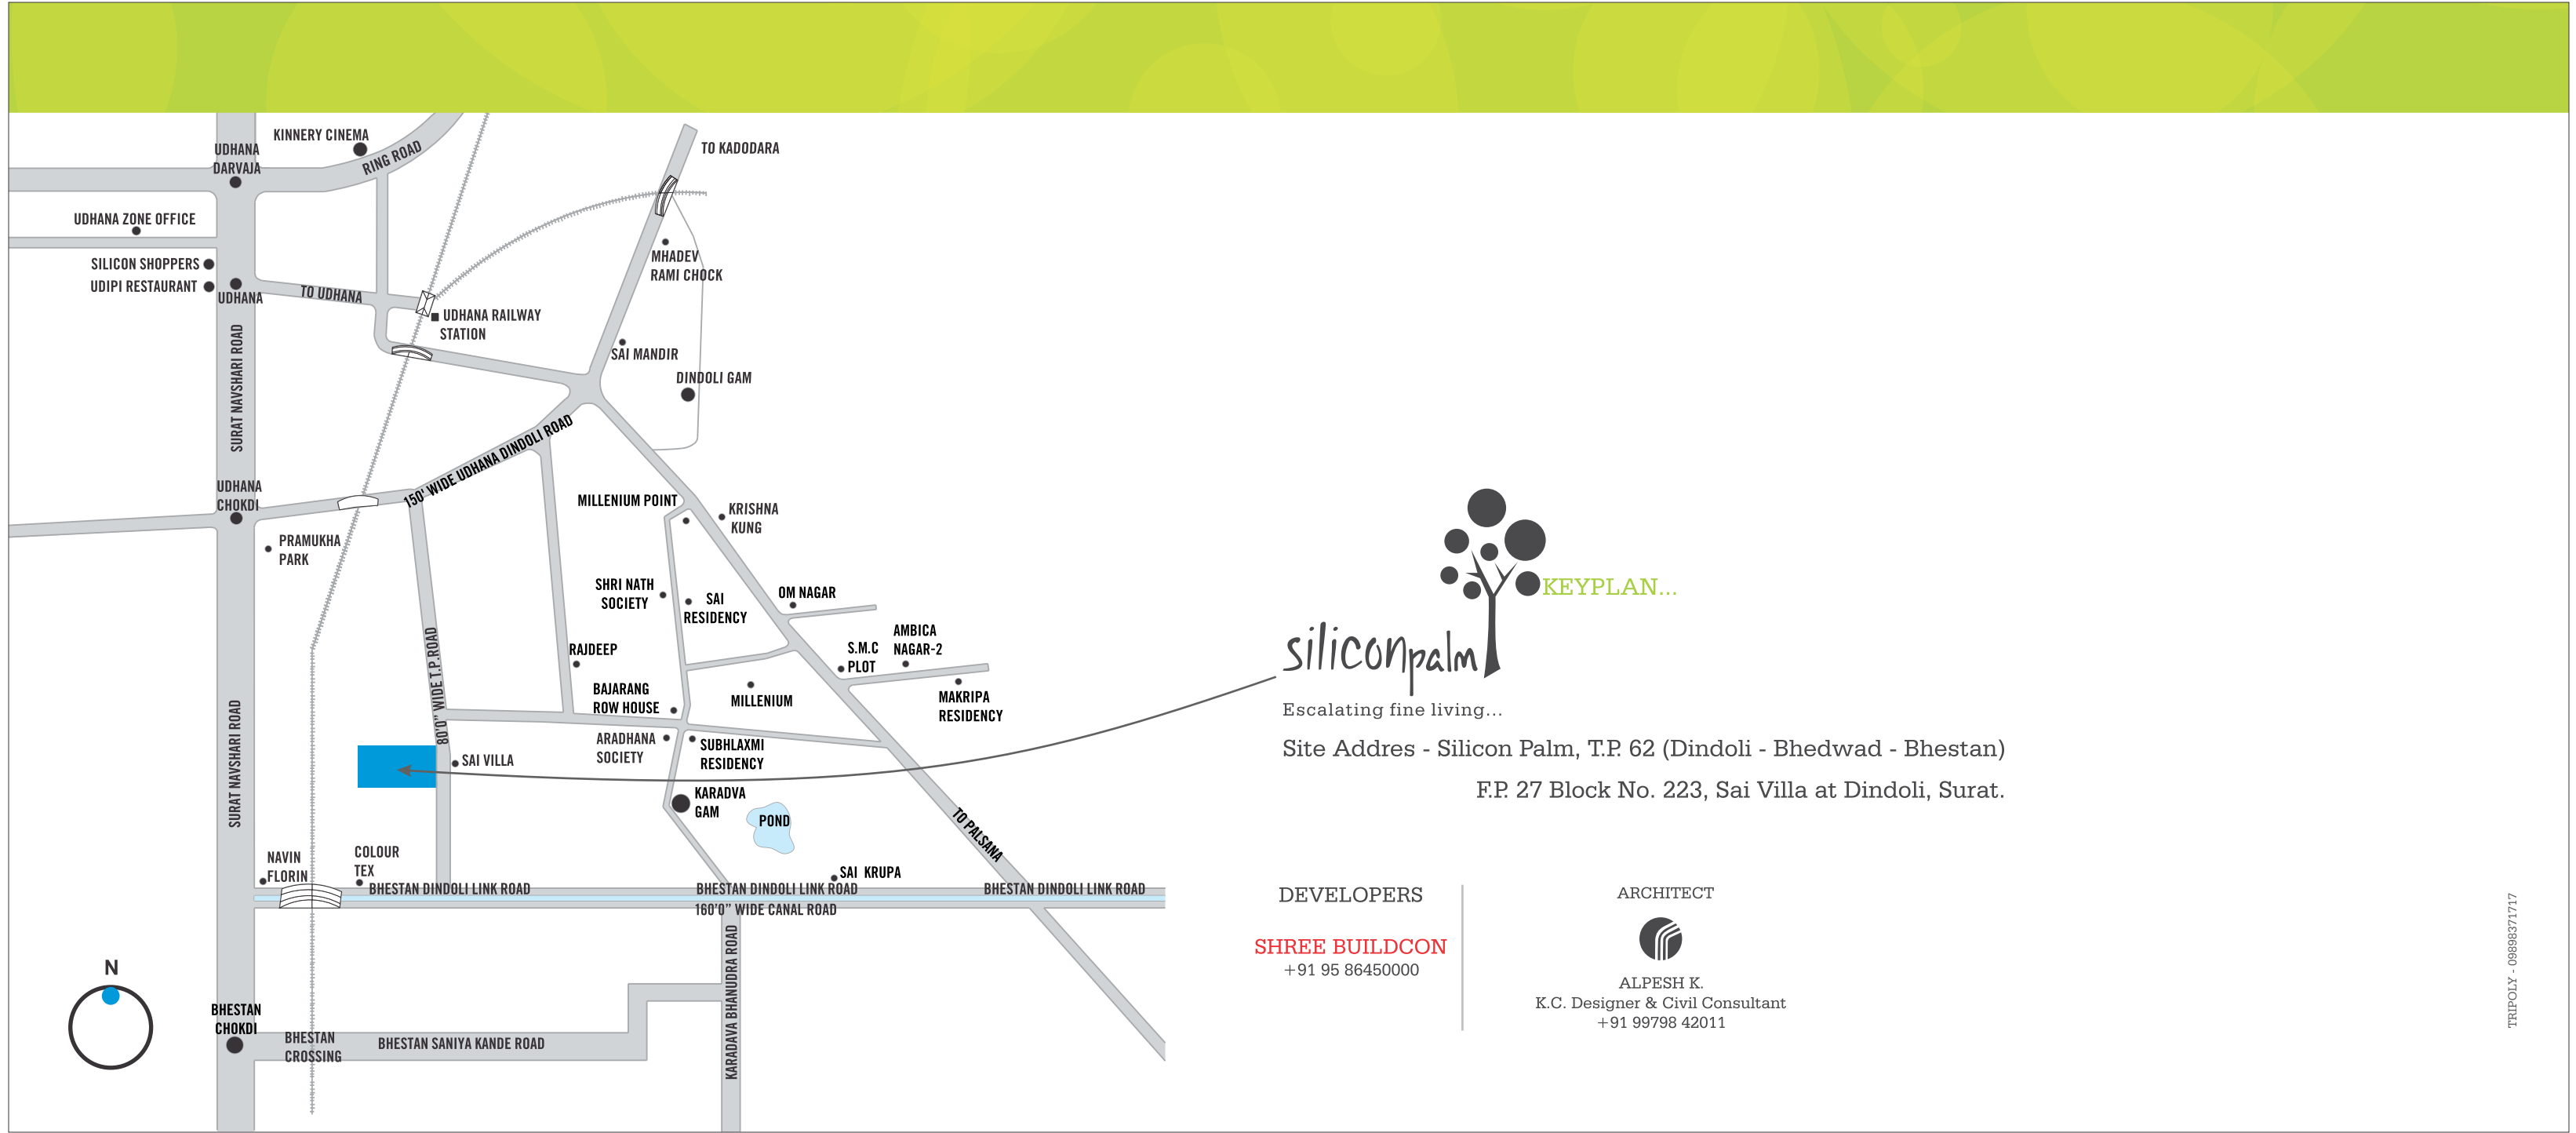 KINNERY CINEMA
UDHANA
DARVAJA
RING ROAD
TO KADODARA
UDHANA ZONE OFFICE
SILICON SHOPPERS
UDIPI RESTAURANT
UDHANA
TO UDHANA
MHADEV
RAMI CHOCK
UDHANA RAILWAY
STATION
SURAT NAVSHARI ROAD
SAI MANDIR
DINDOLI GAM
150' WIDE UDHANA DINDOLI ROAD
UDHANA
CHOKDI
MILLENIUM POINT
KRISHNA
KUNG
PRAMUKHA
PARK
SHRI NATH
SOCIETY
SAI
RESIDENCY
OM NAGAR
80'0" WIDE T.P.ROAD
RAJDEEP
S.M.C
PLOT
AMBICA
NAGAR-2
BAJARANG
ROW HOUSE
MILLENIUM
MAKRIPA
RESIDENCY
SURAT NAVSHARI ROAD
ARADHANA
SOCIETY
SUBHLAXMI
RESIDENCY
SAI VILLA
KARADVA
GAM
POND
TO PALSANA
NAVIN
FLORIN
COLOUR
TEX
SAI KRUPA
BHESTAN DINDOLI LINK ROAD
BHESTAN DINDOLI LINK ROAD
BHESTAN DINDOLI LINK ROAD
160'0" WIDE CANAL ROAD
KARADAVA BHANUDRA ROAD
N
BHESTAN
CHOKDI
BHESTAN
CROSSING
BHESTAN SANIYA KANDE ROAD
KEYPLAN...
siliconpalm
Escalating fine living...
Site Addres - Silicon Palm, T.P. 62 (Dindoli - Bhedwad - Bhestan)
F.P. 27 Block No. 223, Sai Villa at Dindoli, Surat.
DEVELOPERS
SHREE BUILDCON
+91 95 86450000
ARCHITECT
ALPESH K.
K.C. Designer & Civil Consultant
+91 99798 42011
TRIPOLY - 09898371717